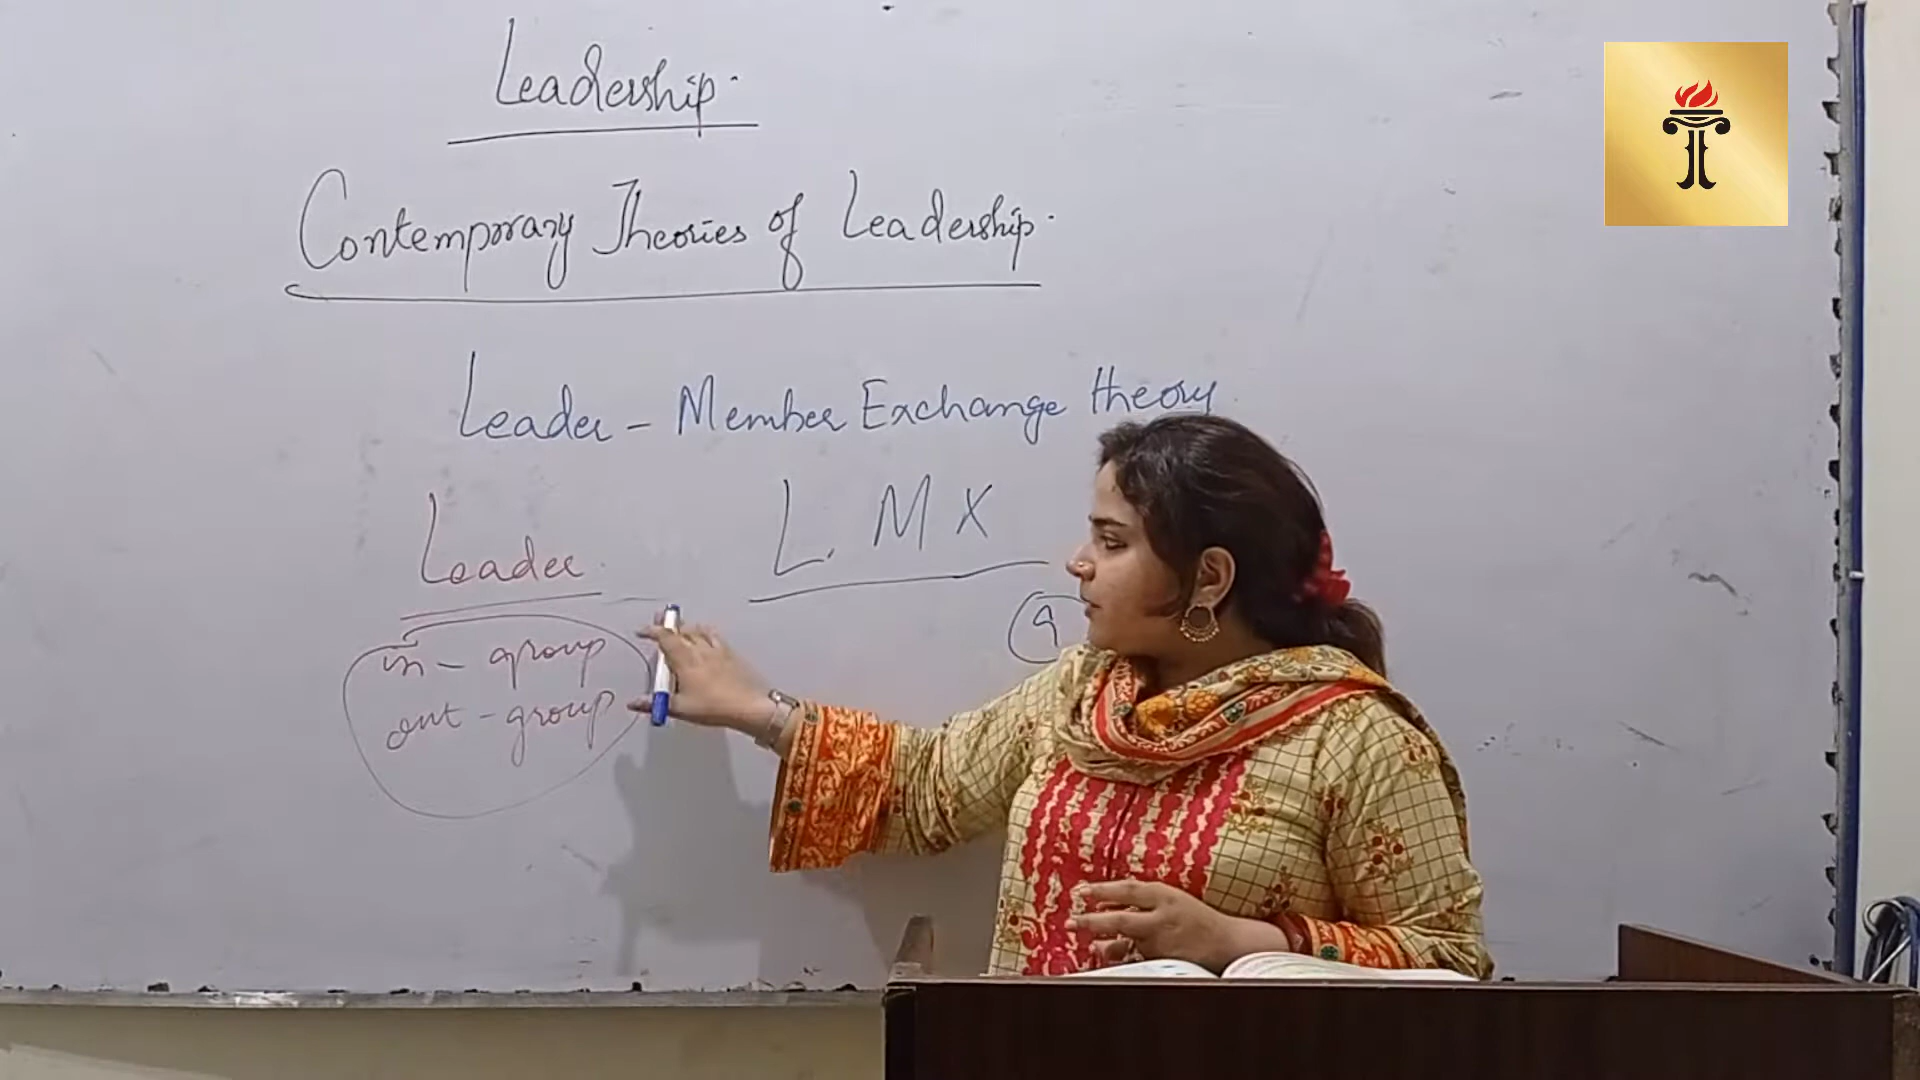 Leadership.
Contemporary Theories of Leadership.
Leader - Member Exchange theory
L M X
Leader
in - group
out - group